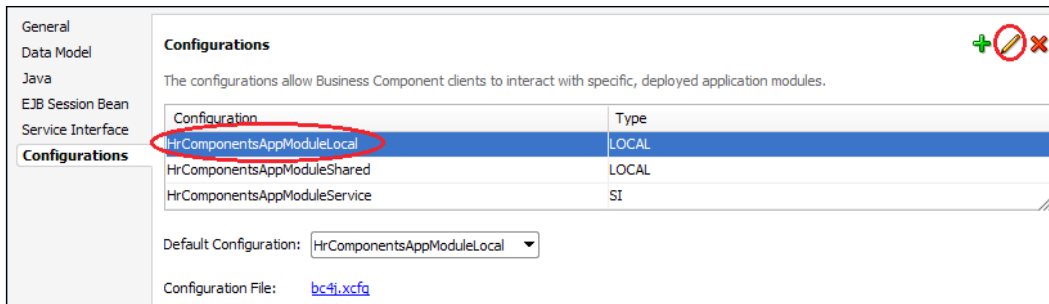 General
Data Model
Java
EJB Session Bean
Service Interface
Configurations
Configurations
The configurations allow Business Component clients to interact with specific, deployed application modules.
Configuration Type
HrComponentsAppModuleLocal LOCAL
HrComponentsAppModuleShared LOCAL
HrComponentsAppModuleService SI
Default Configuration: HrComponentsAppModuleLocal
Configuration File: bc4j.xcfg